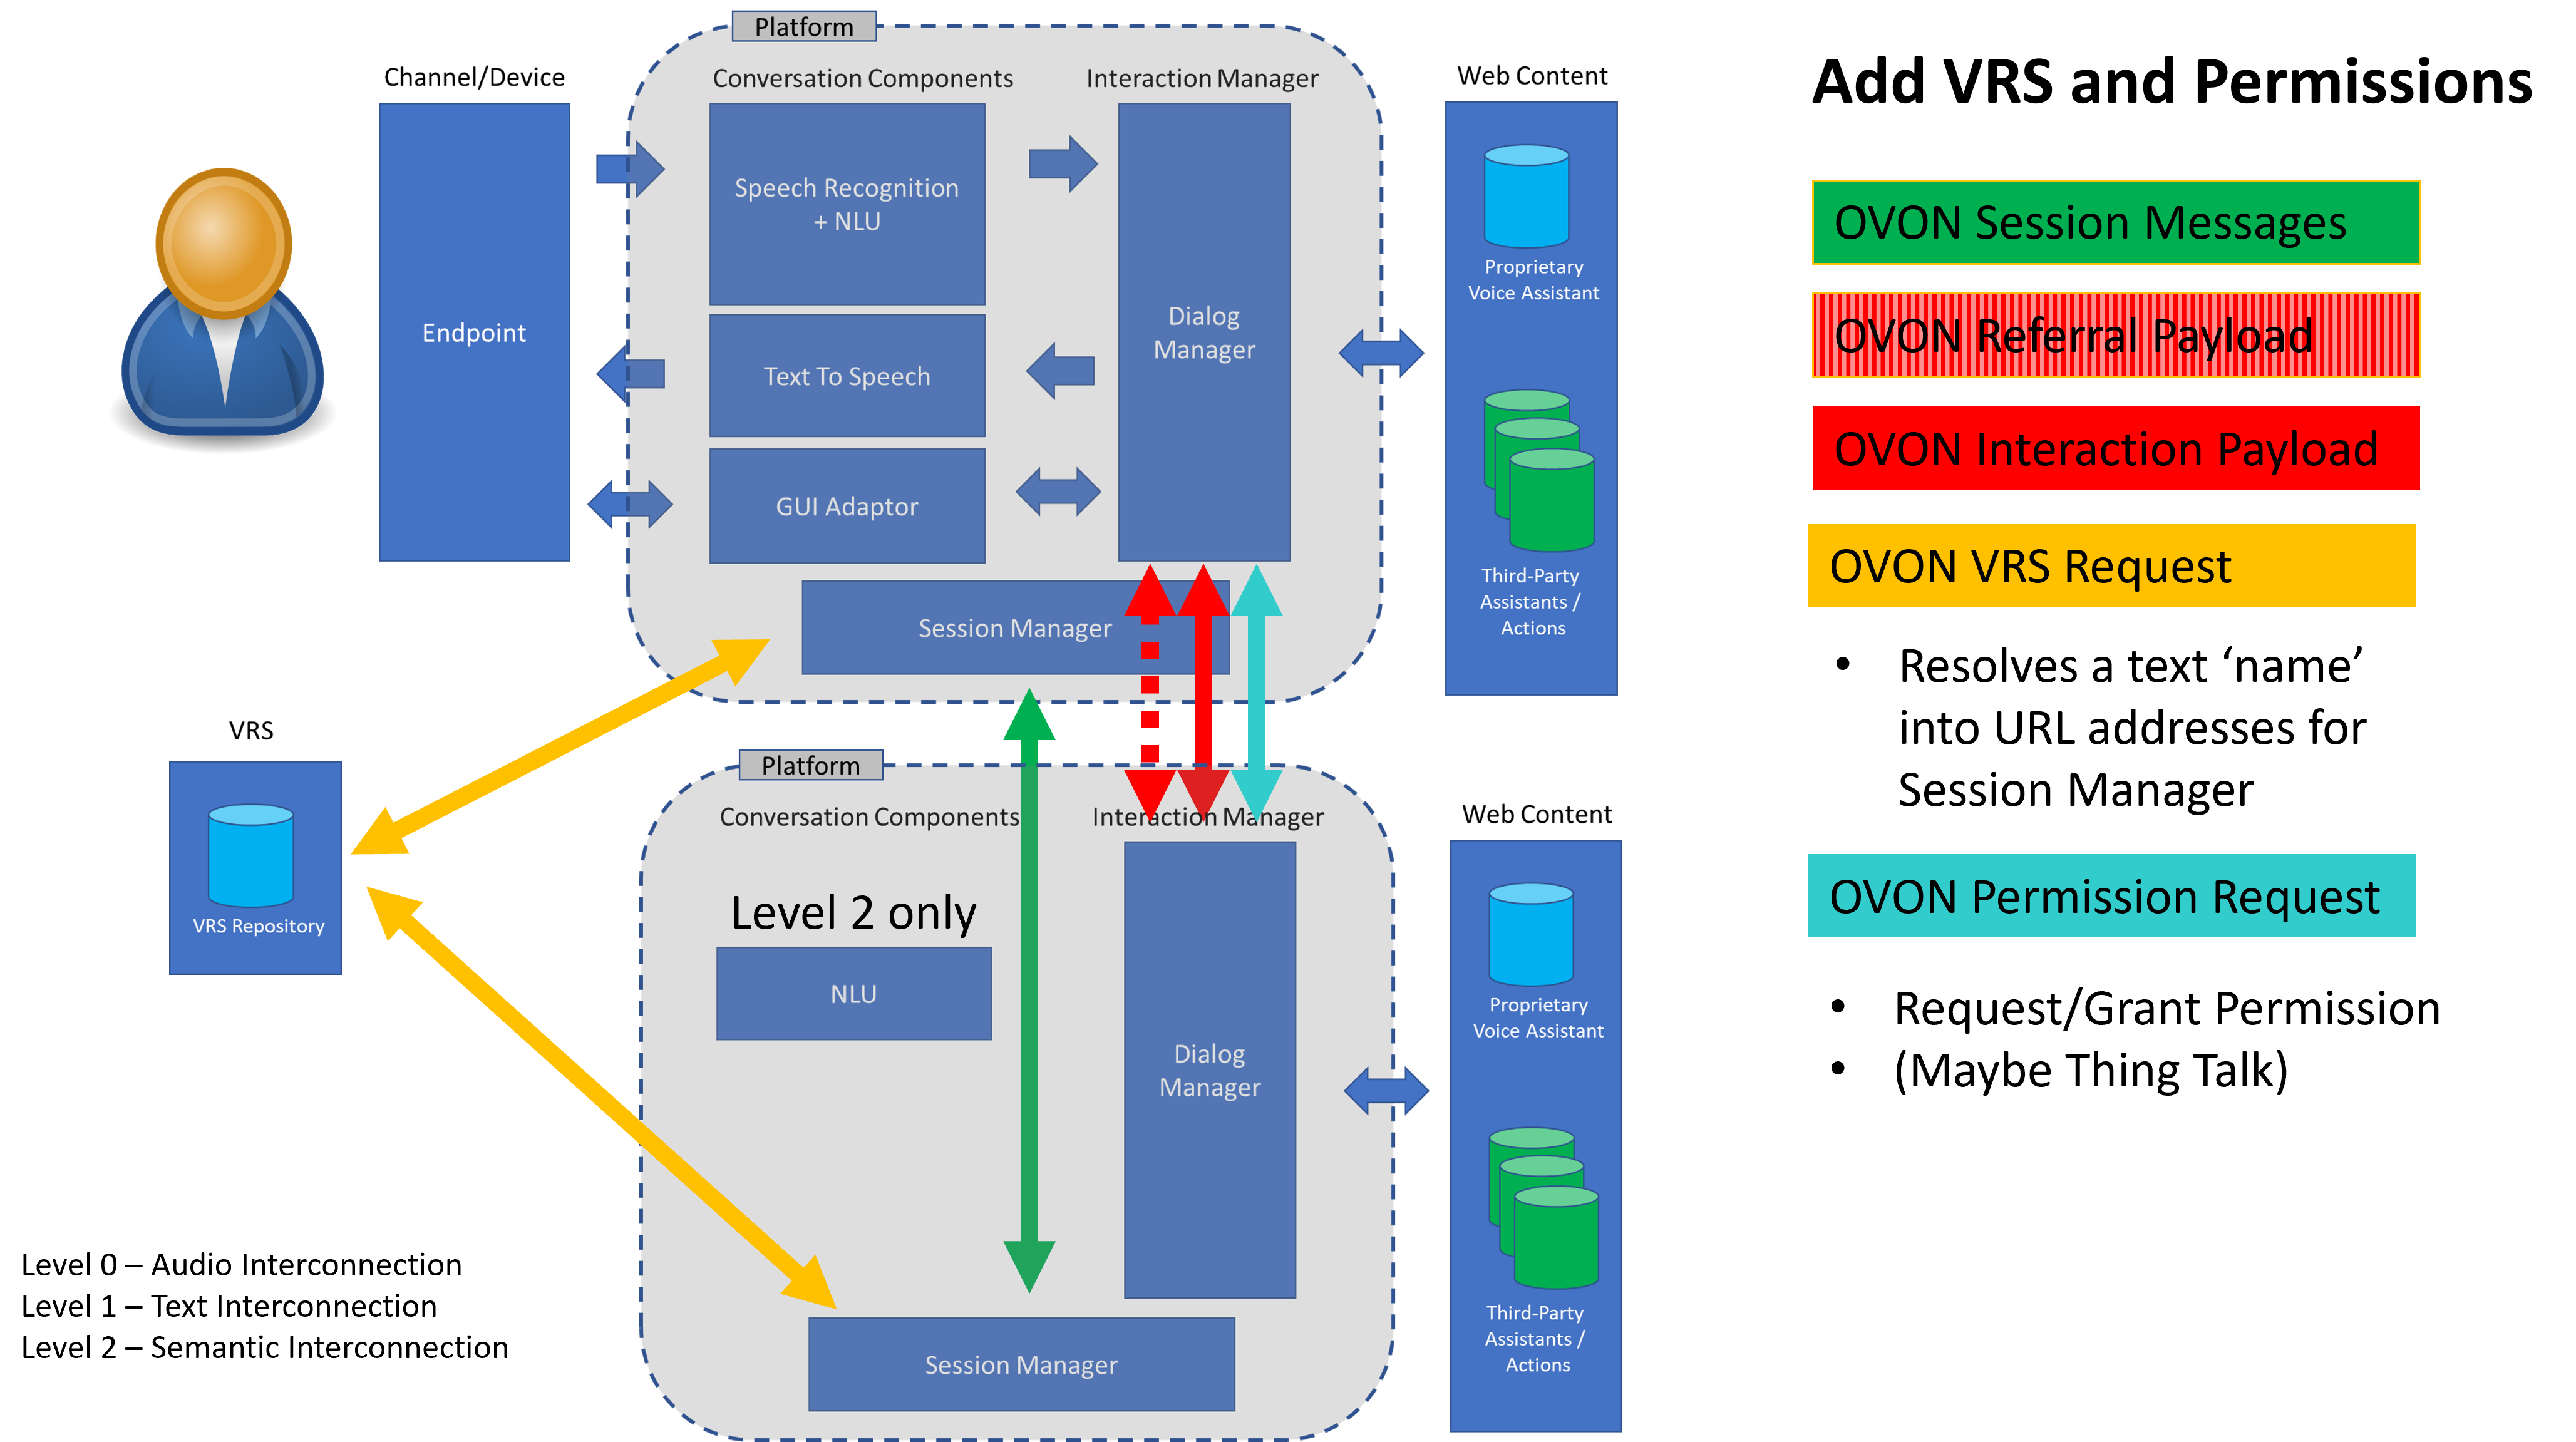 Platform
Channel/Device
Conversation Components
Interaction Manager
Web Content
Endpoint
Speech Recognition
+ NLU
Text To Speech
GUI Adaptor
Dialog
Manager
Session Manager
Proprietary
Voice Assistant
Third-Party
Assistants /
Actions
VRS
VRS Repository
Platform
Conversation Components
Interaction Manager
Web Content
Level 2 only
NLU
Dialog
Manager
Session Manager
Proprietary
Voice Assistant
Third-Party
Assistants /
Actions
Level 0 – Audio Interconnection
Level 1 – Text Interconnection
Level 2 – Semantic Interconnection
Add VRS and Permissions
OVON Session Messages
OVON Referral Payload
OVON Interaction Payload
OVON VRS Request
• Resolves a text ‘name’
into URL addresses for
Session Manager
OVON Permission Request
• Request/Grant Permission
• (Maybe Thing Talk)